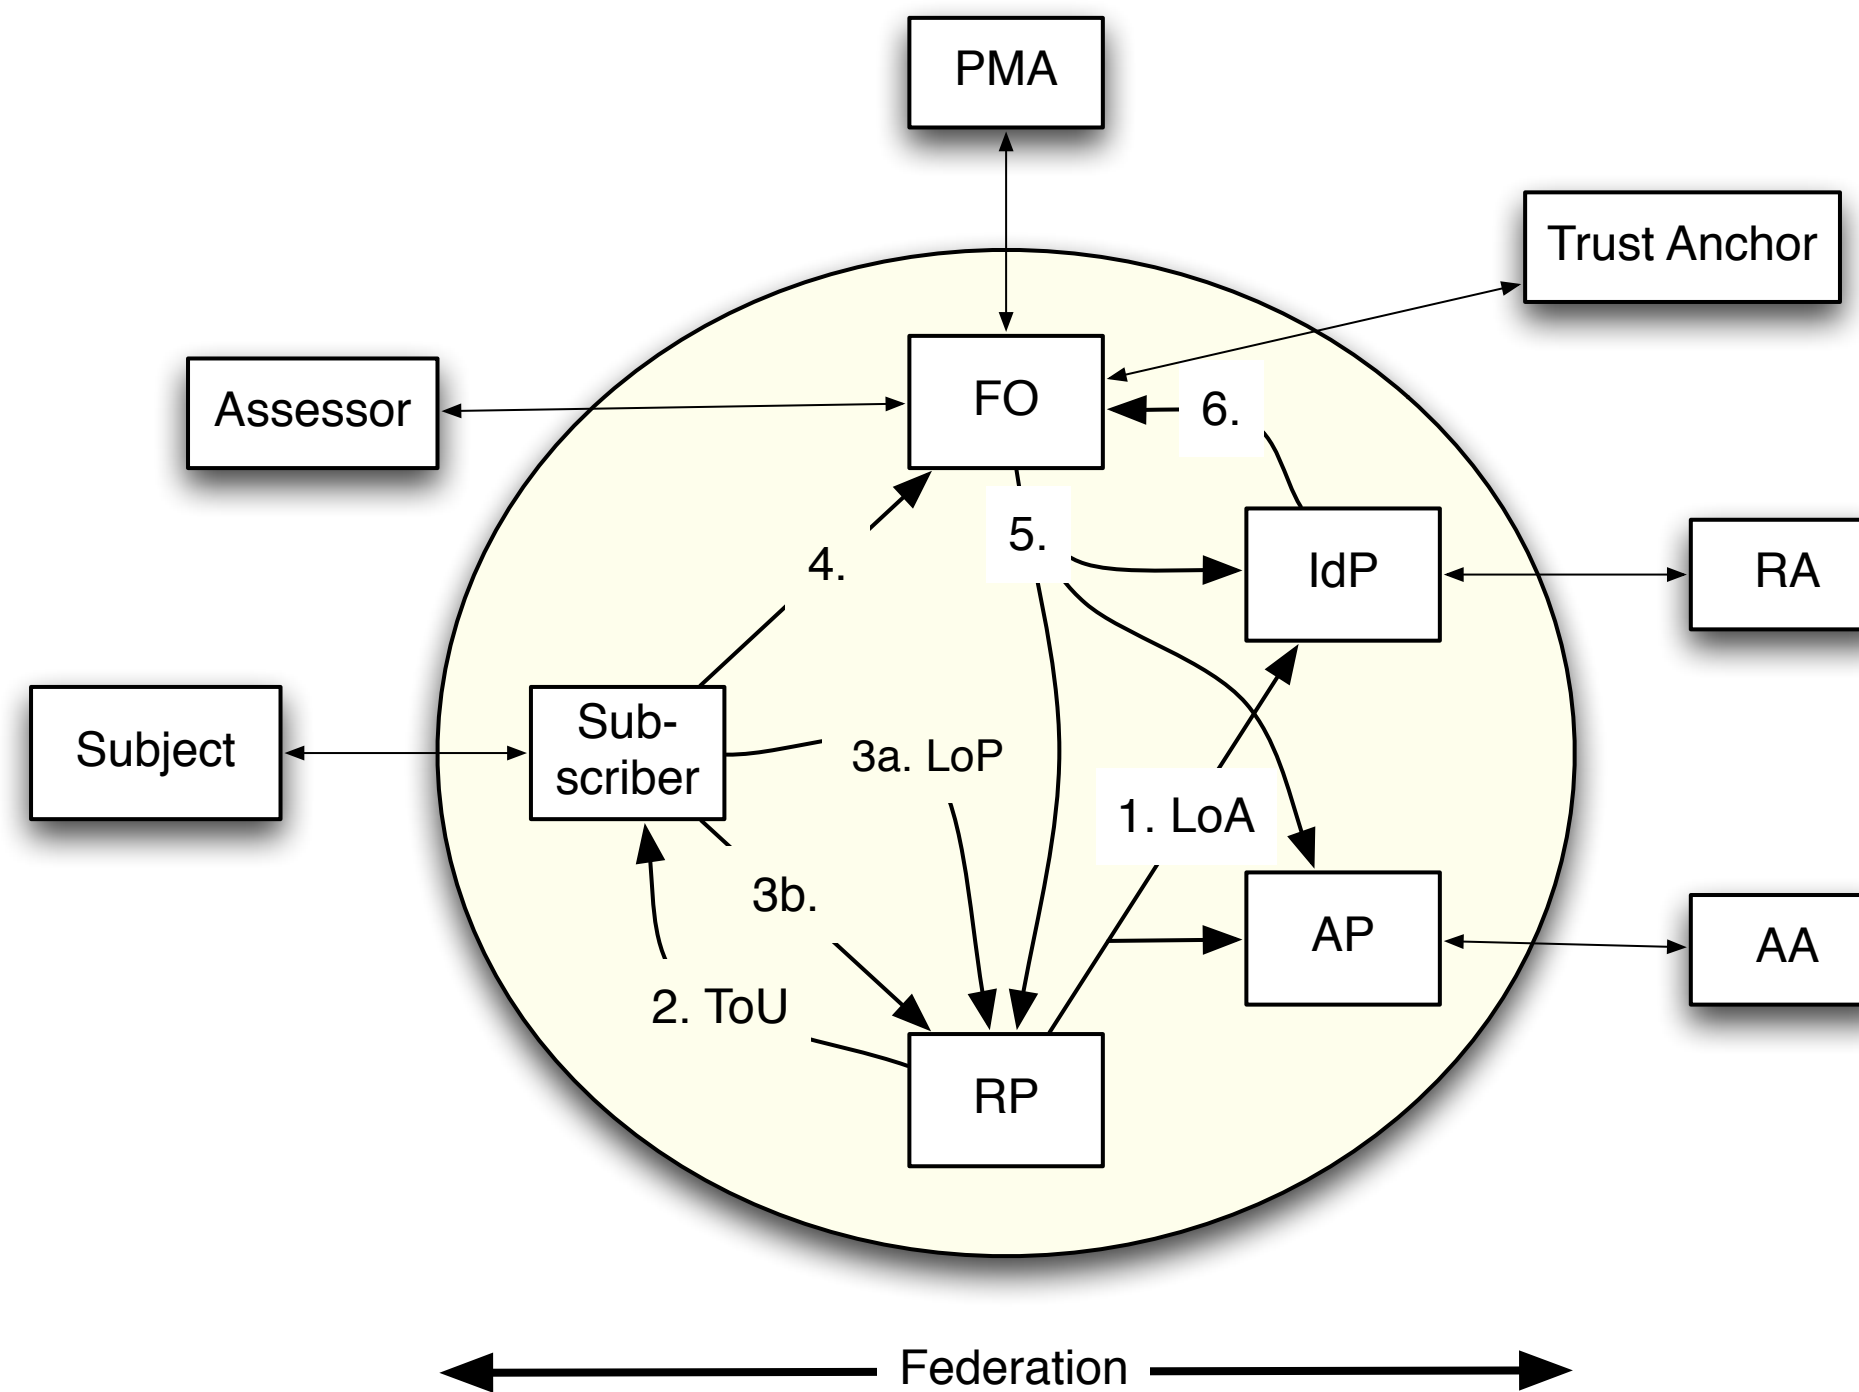 PMA
Trust Anchor
FO
6.
Assessor
5.
IdP
RA
4.
Sub-
scriber
Subject
3a. LoP
1. LoA
3b.
AP
AA
2. ToU
RP
Federation